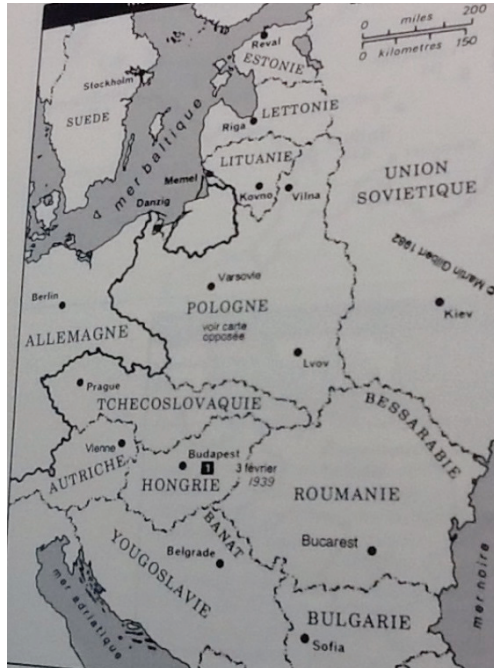 0 miles 200
0 kilometres 150
Reval
ESTONIE
Stockholm
SUEDE
mer baltique
Riga
LETTONIE
LITUANIE
UNION
SOVIETIQUE
Memel
Kovno
Vilna
Danzig
© Martin Gilbert 1982
Varsovie
Berlin
POLOGNE
voir carte
opposée
Kiev
ALLEMAGNE
Lvov
Prague
TCHECOSLOVAQUIE
BESSARABIE
Vienne
AUTRICHE
Budapest
1 3 février
1939
HONGRIE
ROUMANIE
BANAT
YOUGOSLAVIE
Belgrade
Bucarest
mer noire
mer adriatique
BULGARIE
Sofia